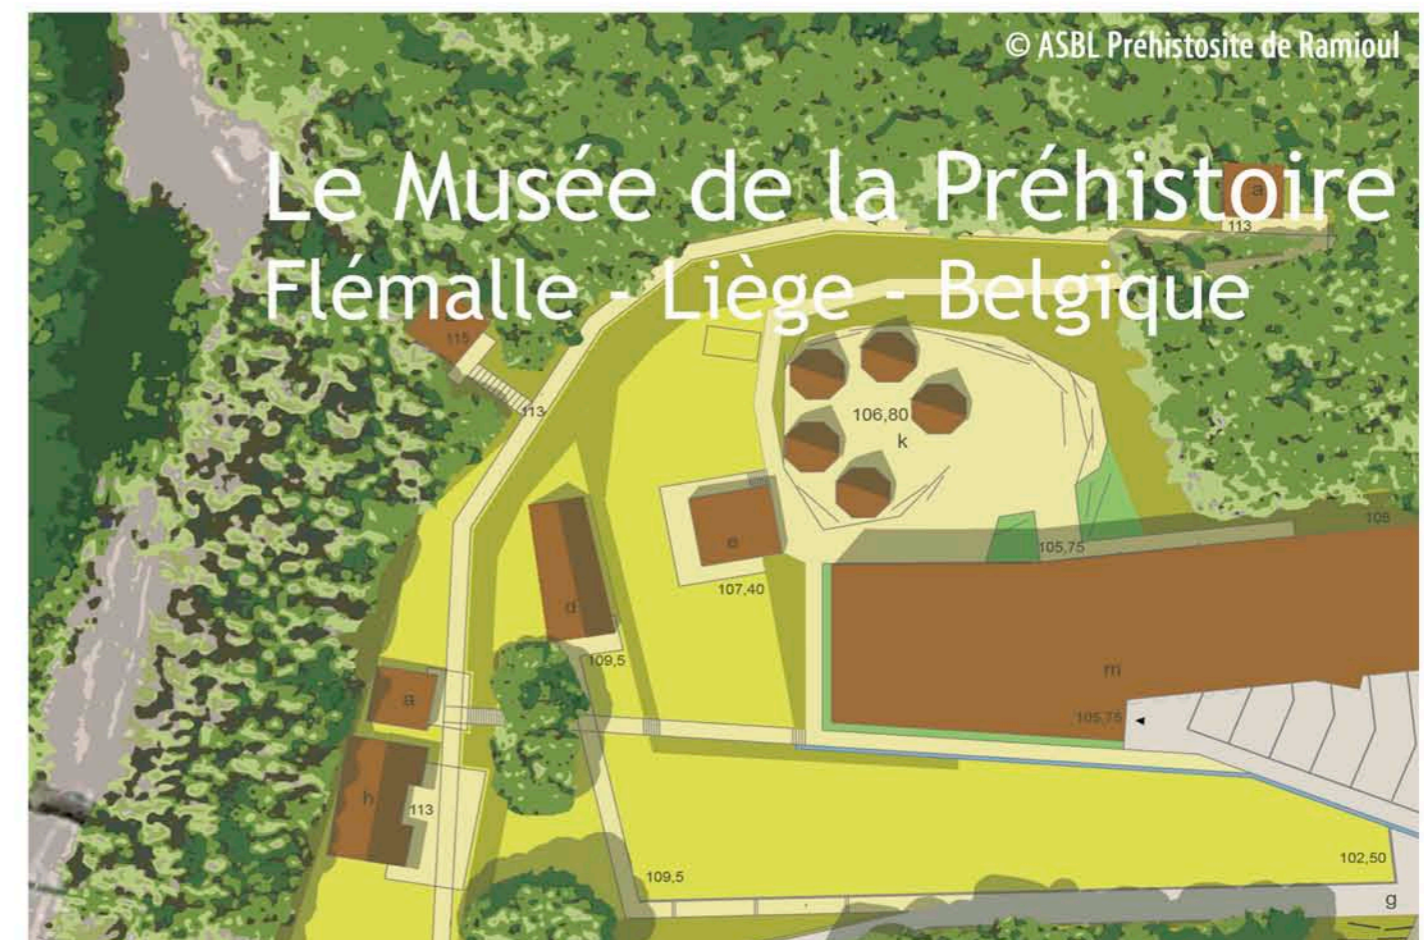 © ASBL Préhistosite de Ramioul
Le Musée de la Préhistoire
a
113
Flémalle - Liège - Belgique
115
113
106,80
k
106
e
105,75
107,40
d
109,5
m
a
105,75
h
113
102,50
109,5
g